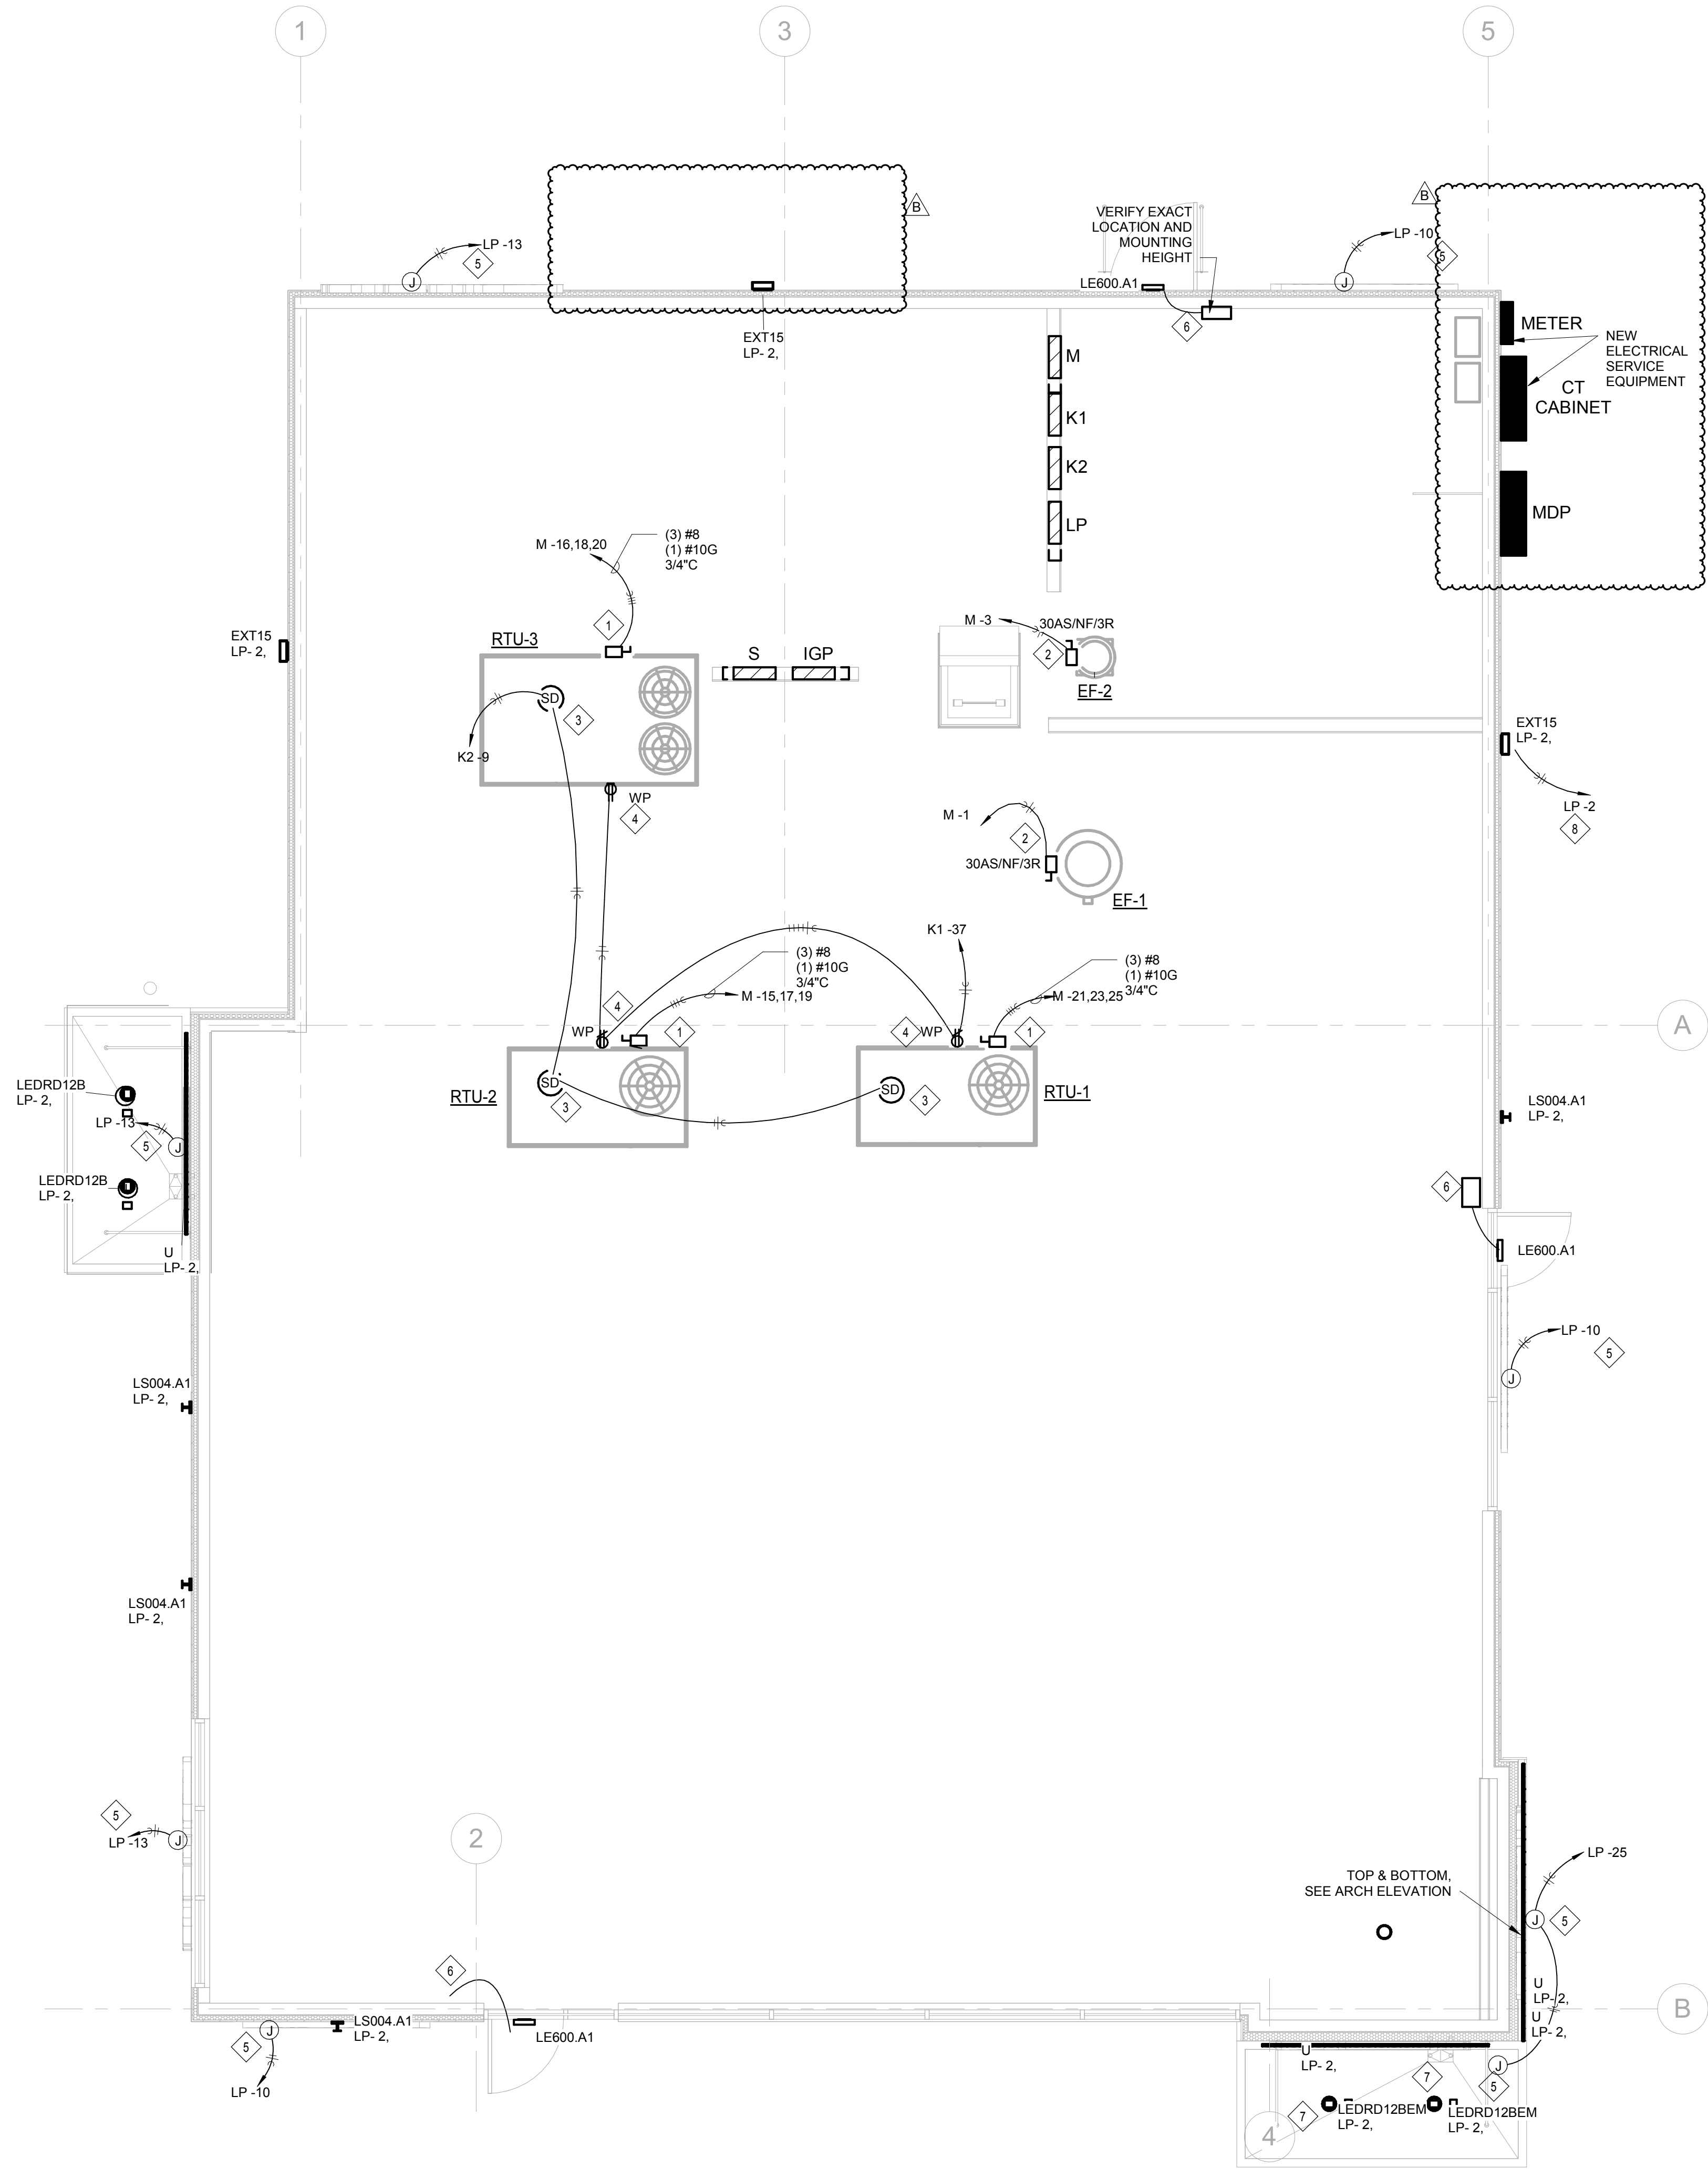 1
3
5
B
B
VERIFY EXACT
LOCATION AND
MOUNTING
HEIGHT
LP -13
5
LP -10
5
LE600.A1
6
EXT15
LP- 2,
METER
NEW
ELECTRICAL
SERVICE
EQUIPMENT
CT
CABINET
MDP
M
K1
K2
LP
M -16,18,20
(3) #8
(1) #10G
3/4"C
1
RTU-3
EXT15
LP- 2,
S
IGP
M -3
30AS/NF/3R
2
EF-2
SD
3
K2 -9
WP
4
EXT15
LP- 2,
LP -2
8
M -1
2
30AS/NF/3R
EF-1
K1 -37
(3) #8
(1) #10G
3/4"C
M -15,17,19
(3) #8
(1) #10G
3/4"C
M -21,23,25
4
WP
1
4
WP
1
A
SD
3
RTU-2
SD
3
RTU-1
LEDRD12B
LP- 2,
LP -13
J
5
LEDRD12B
LP- 2,
U
LP- 2,
LS004.A1
LP- 2,
6
LE600.A1
LP -10
5
J
LS004.A1
LP- 2,
LS004.A1
LP- 2,
5
LP -13
J
2
TOP & BOTTOM,
SEE ARCH ELEVATION
LP -25
J
5
6
U
LP- 2,
U
LP- 2,
B
J
5
LS004.A1
LP- 2,
LE600.A1
LP -10
U
LP- 2,
J
5
7
7
LEDRD12BEM
LP- 2,
LEDRD12BEM
LP- 2,
4
J
J